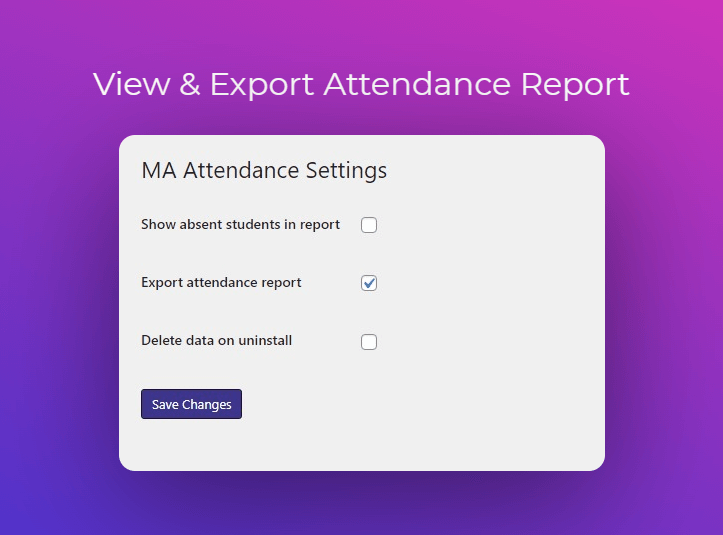 View & Export Attendance Report
MA Attendance Settings
Show absent students in report
Export attendance report
Delete data on uninstall
Save Changes